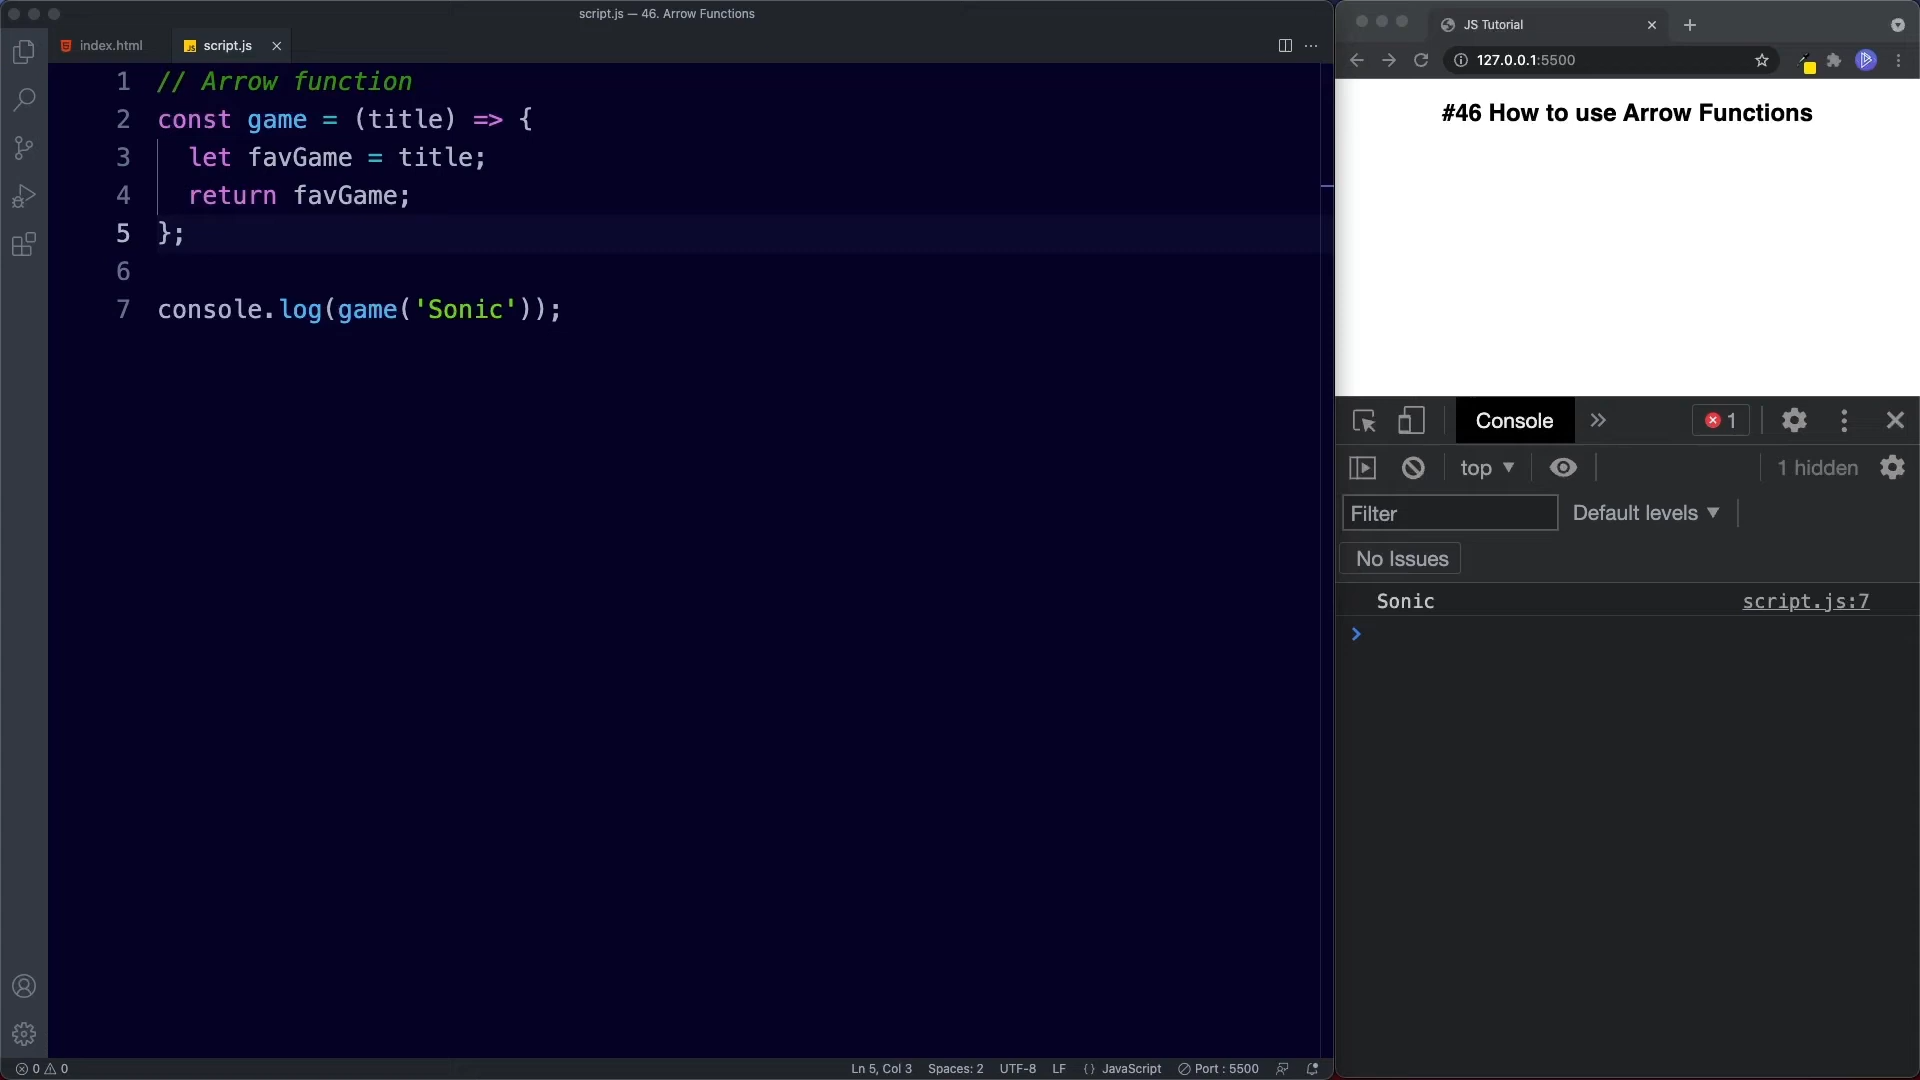 script.js — 46. Arrow Functions
index.html
script.js
1 // Arrow function
2 const game = (title) => {
3 let favGame = title;
4 return favGame;
5 };
6
7 console.log(game('Sonic'));
0 0
Ln 5, Col 3 Spaces: 2 UTF-8 LF {} JavaScript Port : 5500
JS Tutorial
127.0.0.1:5500
#46 How to use Arrow Functions
Console 1
top 1 hidden
Filter Default levels
No Issues
Sonic script.js:7